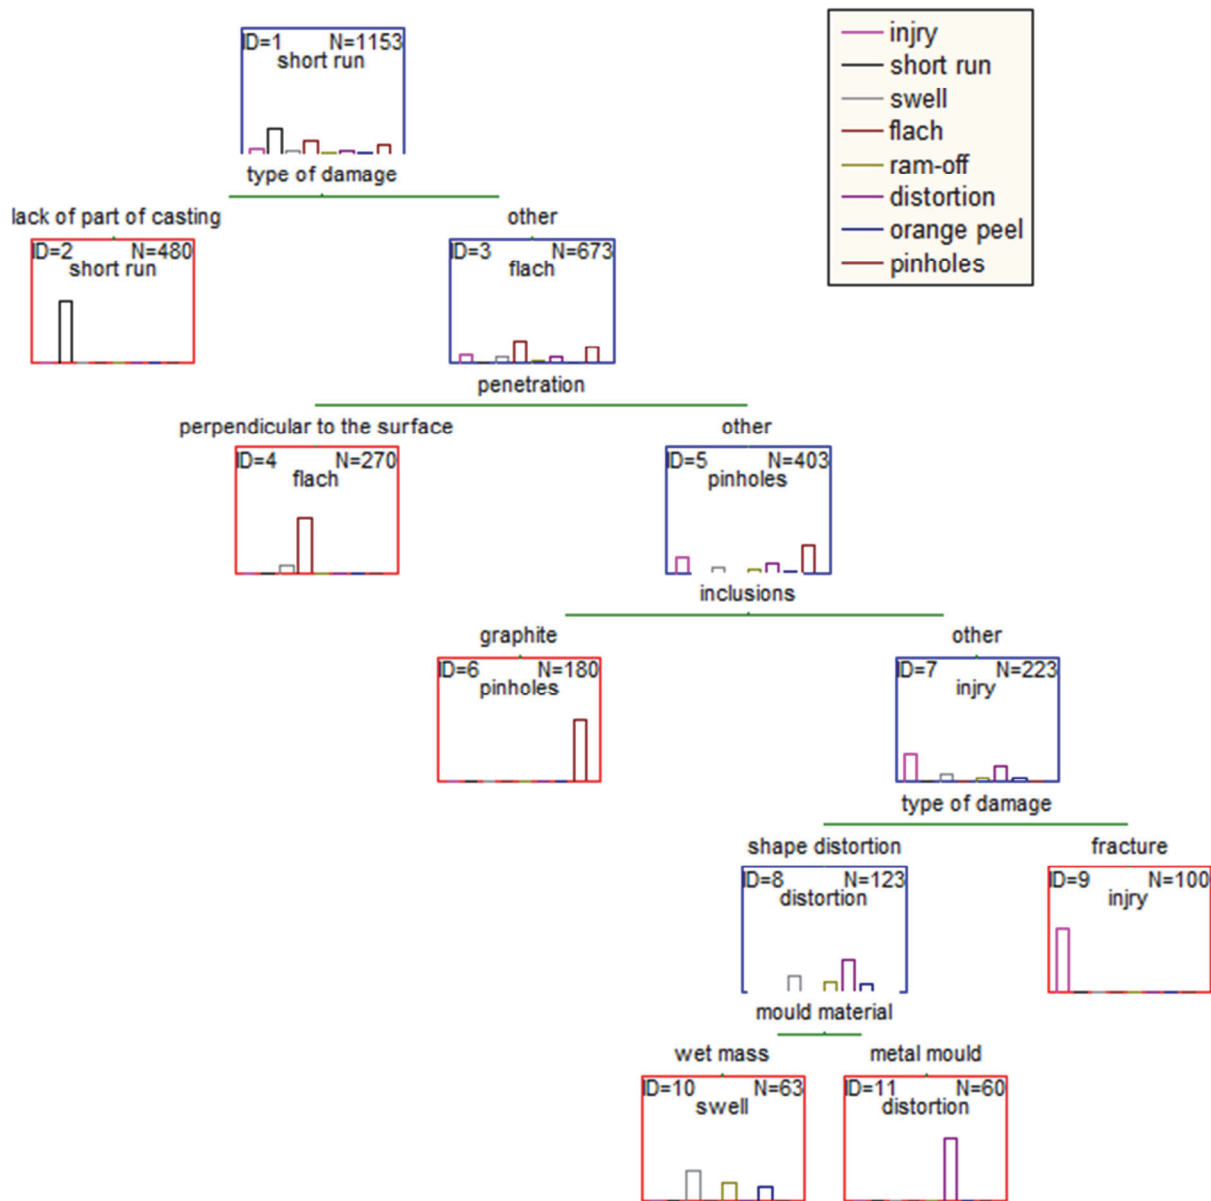 ID=1 N=1153
short run
type of damage
injry
short run
swell
flach
ram-off
distortion
orange peel
pinholes
lack of part of casting
other
ID=2 N=480
short run
ID=3 N=673
flach
penetration
perpendicular to the surface
other
ID=4 N=270
flach
ID=5 N=403
pinholes
inclusions
graphite
other
ID=6 N=180
pinholes
ID=7 N=223
injry
type of damage
shape distortion
fracture
ID=8 N=123
distortion
ID=9 N=100
injry
mould material
wet mass
metal mould
ID=10 N=63
swell
ID=11 N=60
distortion